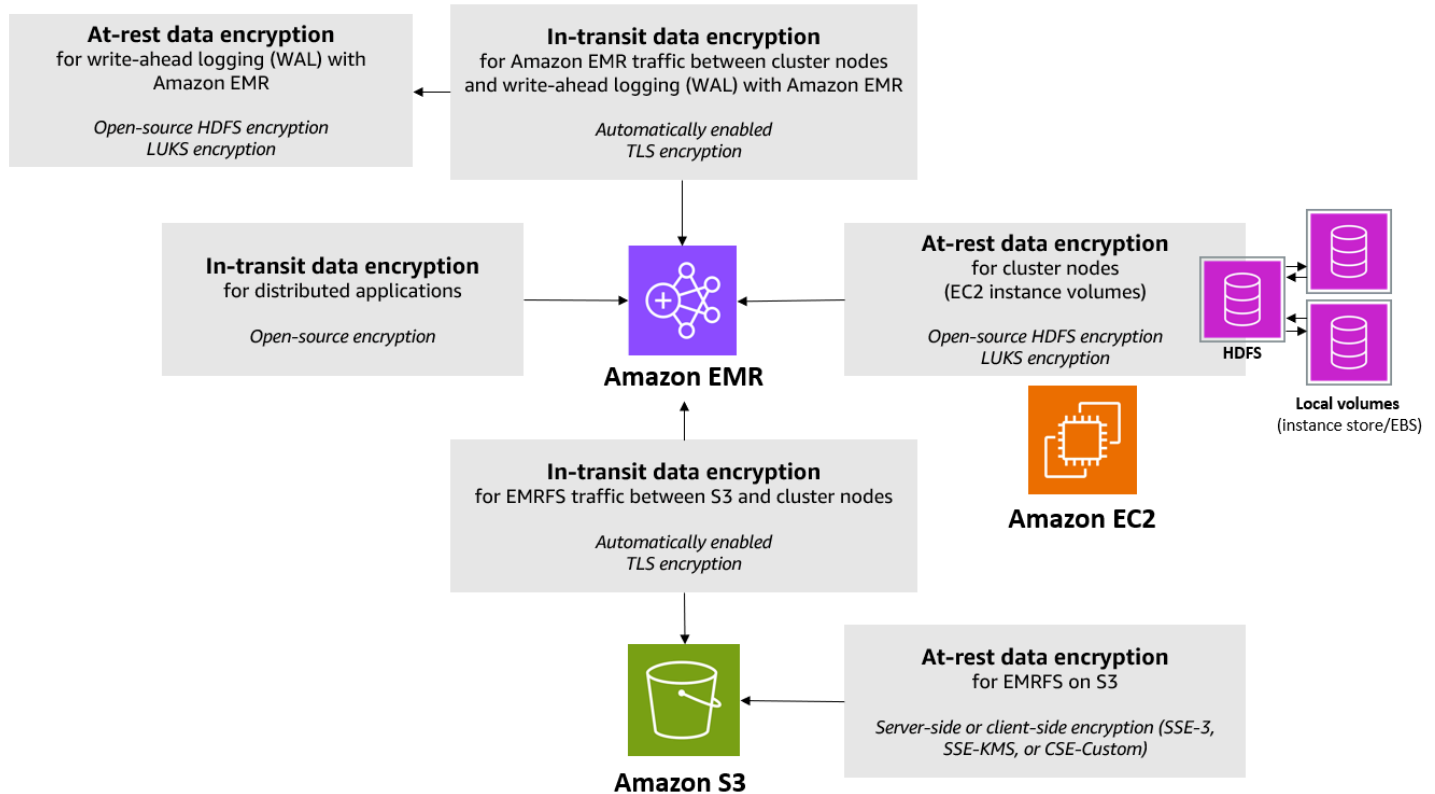 At-rest data encryption
for write-ahead logging (WAL) with
Amazon EMR
Open-source HDFS encryption
LUKS encryption
In-transit data encryption
for Amazon EMR traffic between cluster nodes
and write-ahead logging (WAL) with Amazon EMR
Automatically enabled
TLS encryption
In-transit data encryption
for distributed applications
Open-source encryption
Amazon EMR
At-rest data encryption
for cluster nodes
(EC2 instance volumes)
Open-source HDFS encryption
LUKS encryption
HDFS
Local volumes
(instance store/EBS)
Amazon EC2
In-transit data encryption
for EMRFS traffic between S3 and cluster nodes
Automatically enabled
TLS encryption
Amazon S3
At-rest data encryption
for EMRFS on S3
Server-side or client-side encryption (SSE-3,
SSE-KMS, or CSE-Custom)